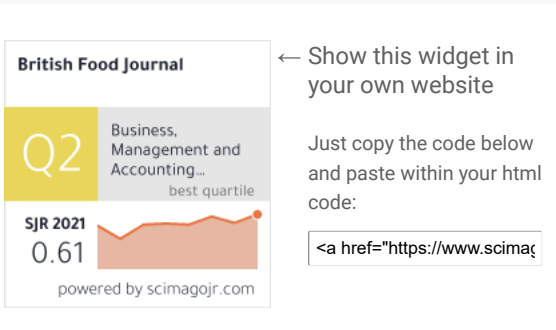 British Food Journal
Q2
Business,
Management and
Accounting...
best quartile
SJR 2021
0.61
powered by scimagojr.com
← Show this widget in
your own website
Just copy the code below
and paste within your html
code:
<a href="https://www.scimag